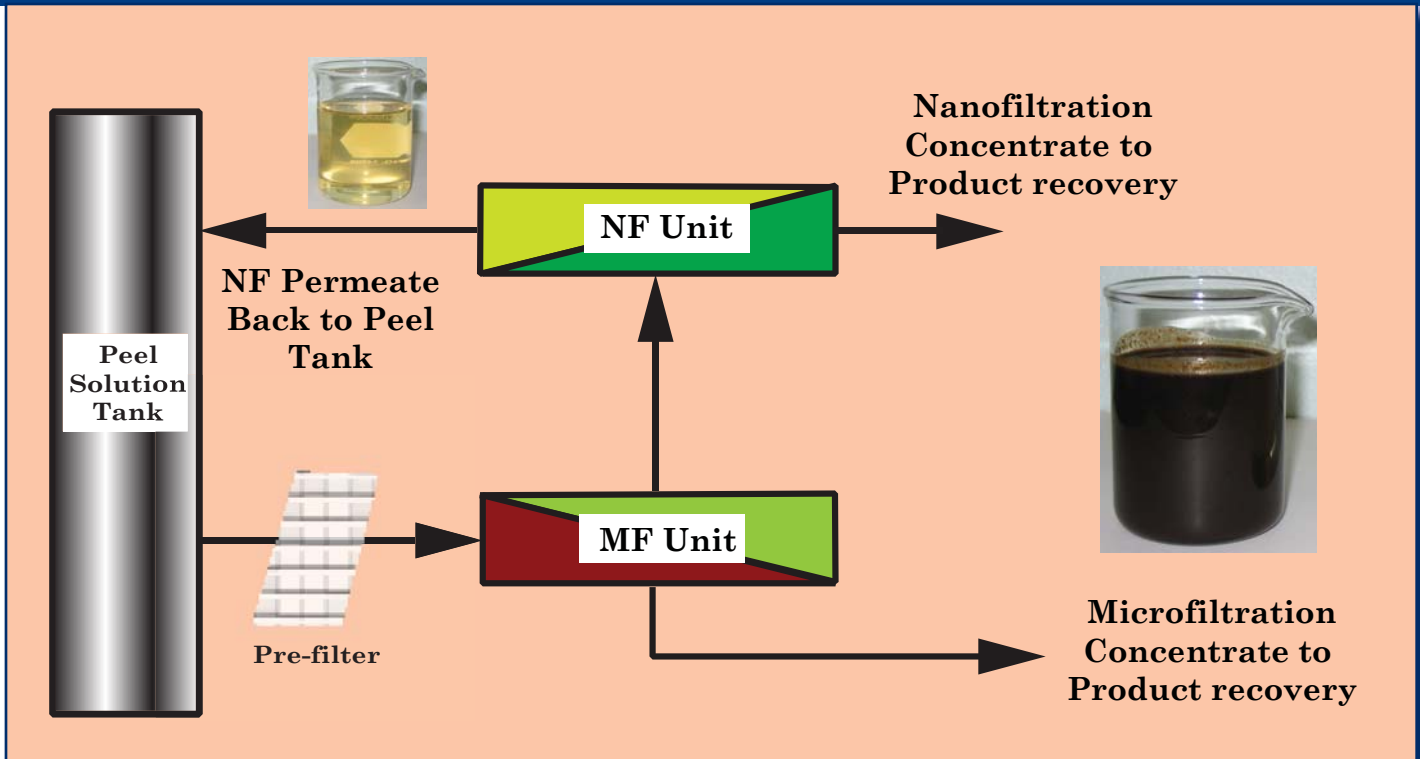 Nanofiltration
Concentrate to
Product recovery
NF Unit
NF Permeate
Back to Peel
Tank
Peel
Solution
Tank
MF Unit
Pre-filter
Microfiltration
Concentrate to
Product recovery